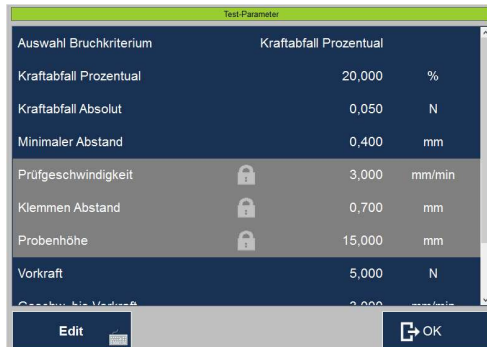 Test-Parameter
Auswahl Bruchkriterium Kraftabfall Prozentual
Kraftabfall Prozentual 20,000 %
Kraftabfall Absolut 0,050 N
Minimaler Abstand 0,400 mm
Prüfgeschwindigkeit 3,000 mm/min
Klemmen Abstand 0,700 mm
Probenhöhe 15,000 mm
Vorkraft 5,000 N
Edit OK